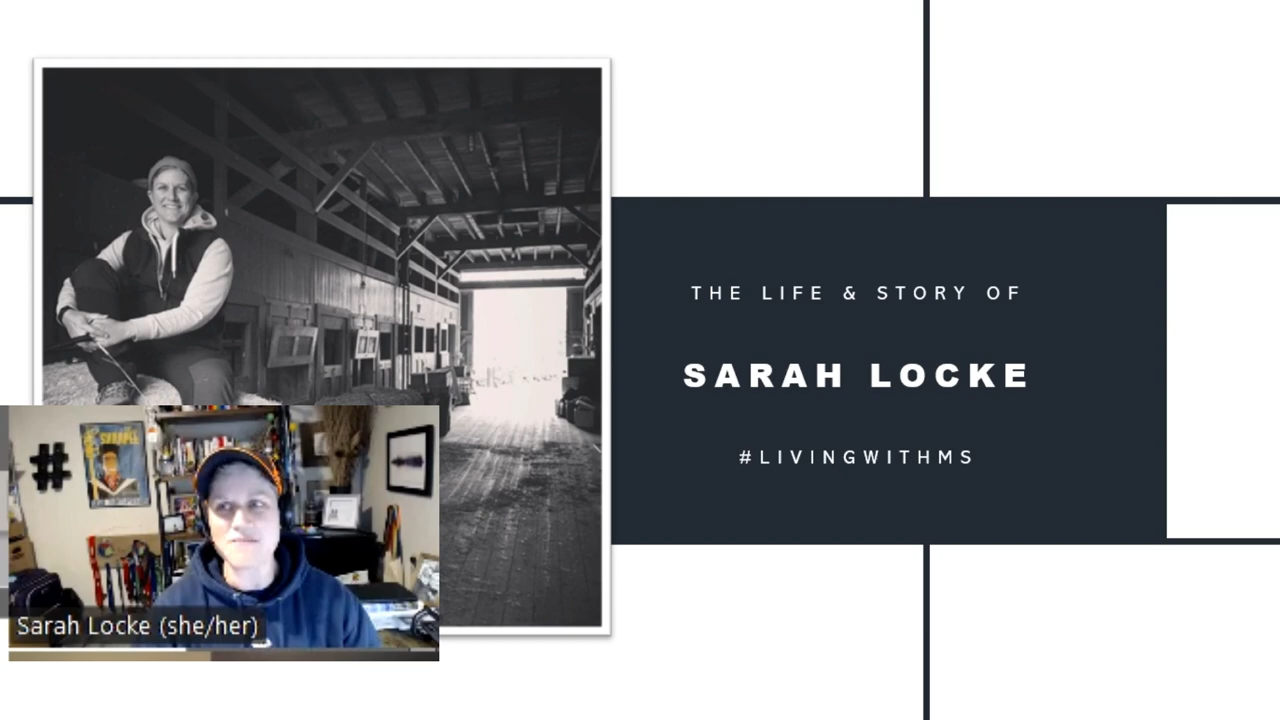 THE LIFE & STORY OF
SARAH LOCKE
#LIVINGWITHMS
#
Sarah Locke (she/her)